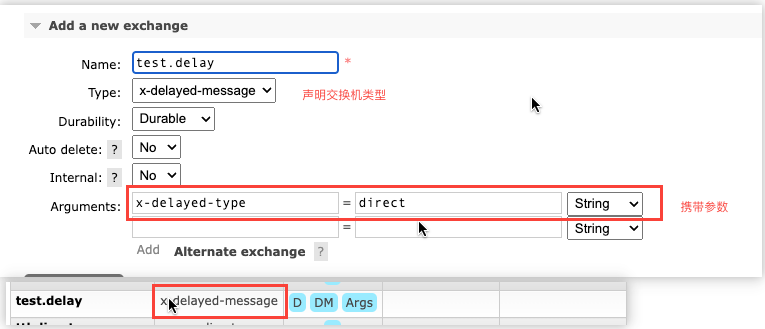 Add a new exchange
Name: test.delay *
Type: x-delayed-message 声明交换机类型
Durability: Durable
Auto delete: ? No
Internal: ? No
Arguments: x-delayed-type = direct String 携带参数
= String
Add Alternate exchange ?
test.delay x-delayed-message D DM Args